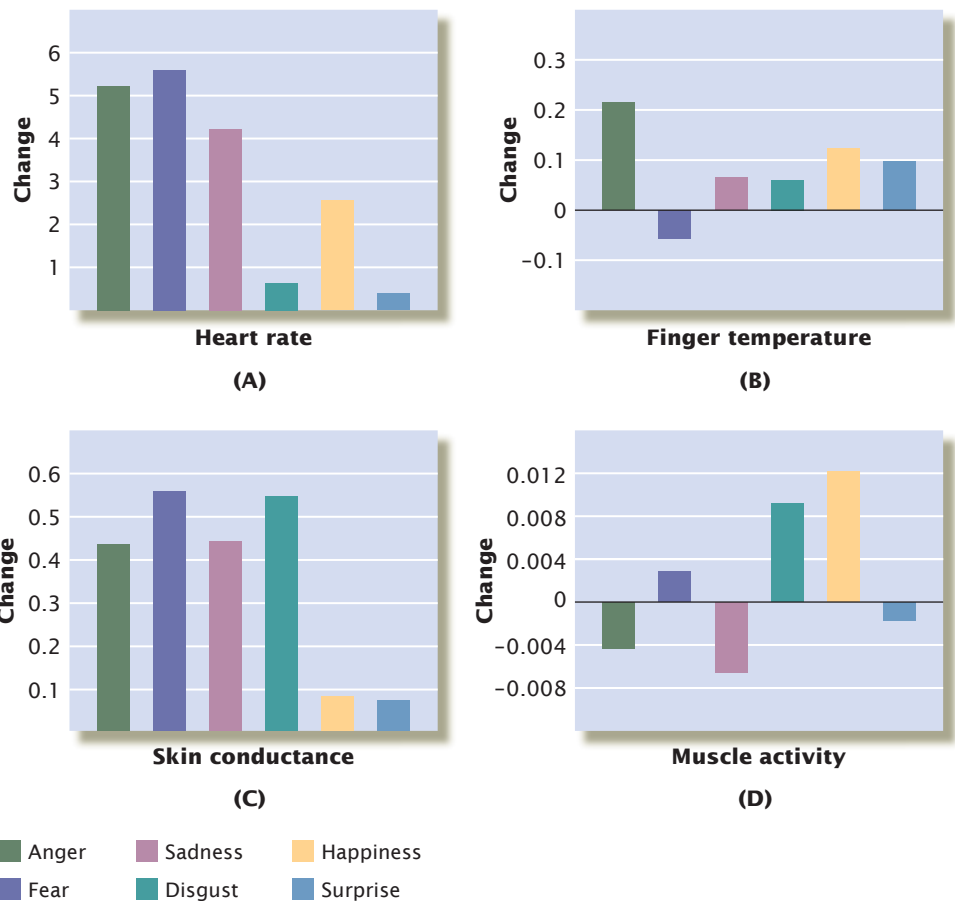 6
5
4
3
2
1
Change
Heart rate
(A)
0.3
0.2
0.1
0
–0.1
Change
Finger temperature
(B)
0.6
0.5
0.4
0.3
0.2
0.1
Change
Skin conductance
(C)
0.012
0.008
0.004
0
–0.004
–0.008
Change
Muscle activity
(D)
Anger Sadness Happiness
Fear Disgust Surprise